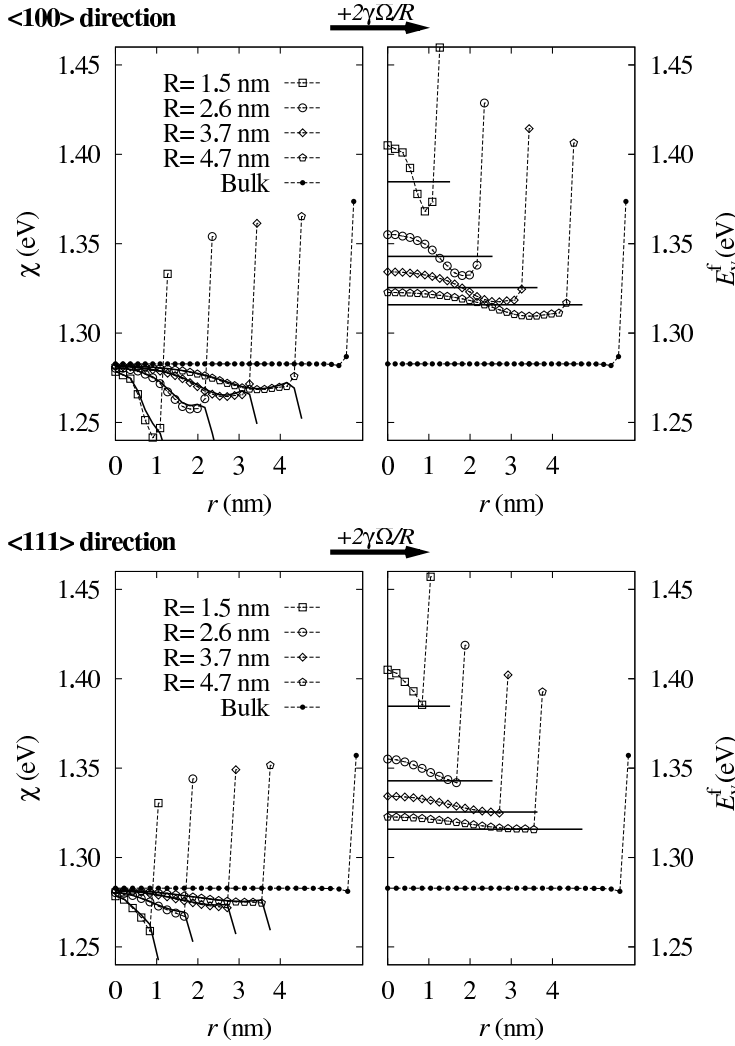 <100> direction
+2γΩ/R
1.45
1.40
1.35
1.30
1.25
χ (eV)
R= 1.5 nm
R= 2.6 nm
R= 3.7 nm
R= 4.7 nm
Bulk
0 1 2 3 4
r (nm)
0 1 2 3 4
r (nm)
1.45
1.40
1.35
1.30
1.25
E_v^f (eV)
<111> direction
+2γΩ/R
1.45
1.40
1.35
1.30
1.25
χ (eV)
R= 1.5 nm
R= 2.6 nm
R= 3.7 nm
R= 4.7 nm
Bulk
0 1 2 3 4
r (nm)
0 1 2 3 4
r (nm)
1.45
1.40
1.35
1.30
1.25
E_v^f (eV)